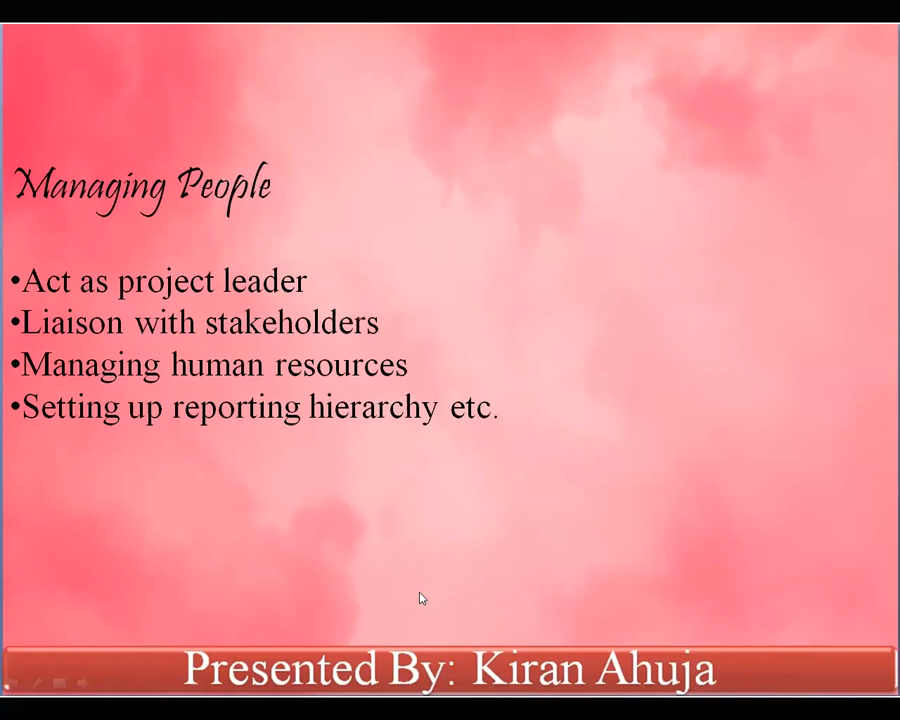 Managing People
•Act as project leader
•Liaison with stakeholders
•Managing human resources
•Setting up reporting hierarchy etc.
Presented By: Kiran Ahuja